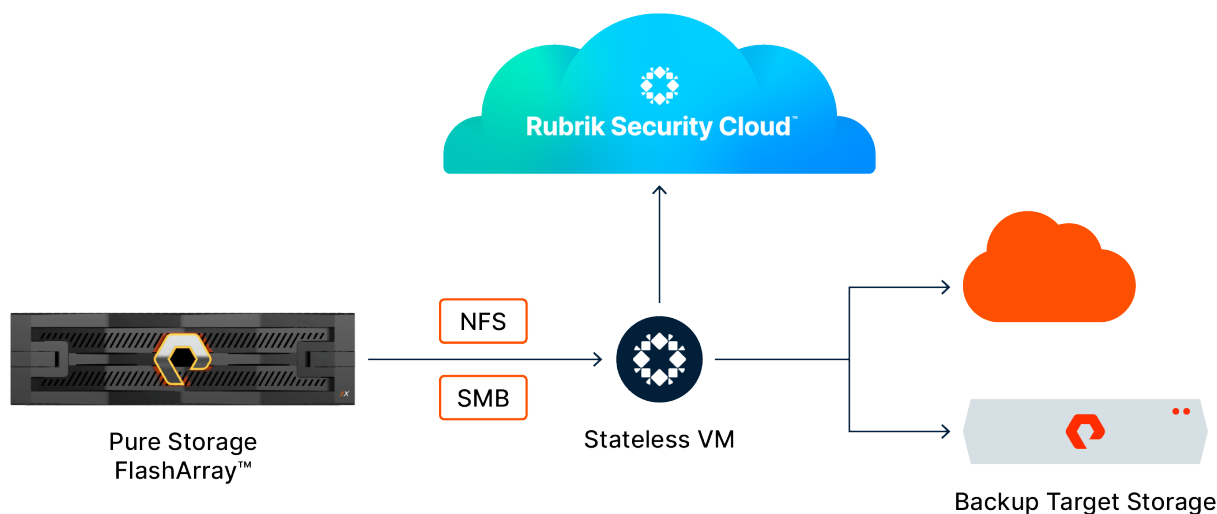 Rubrik Security Cloud™
NFS
SMB
Pure Storage
FlashArray™
Stateless VM
Backup Target Storage